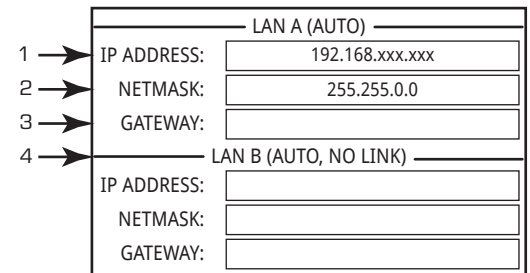 LAN A (AUTO)
1 IP ADDRESS: 192.168.xxx.xxx
2 NETMASK: 255.255.0.0
3 GATEWAY:
4 LAN B (AUTO, NO LINK)
IP ADDRESS:
NETMASK:
GATEWAY: